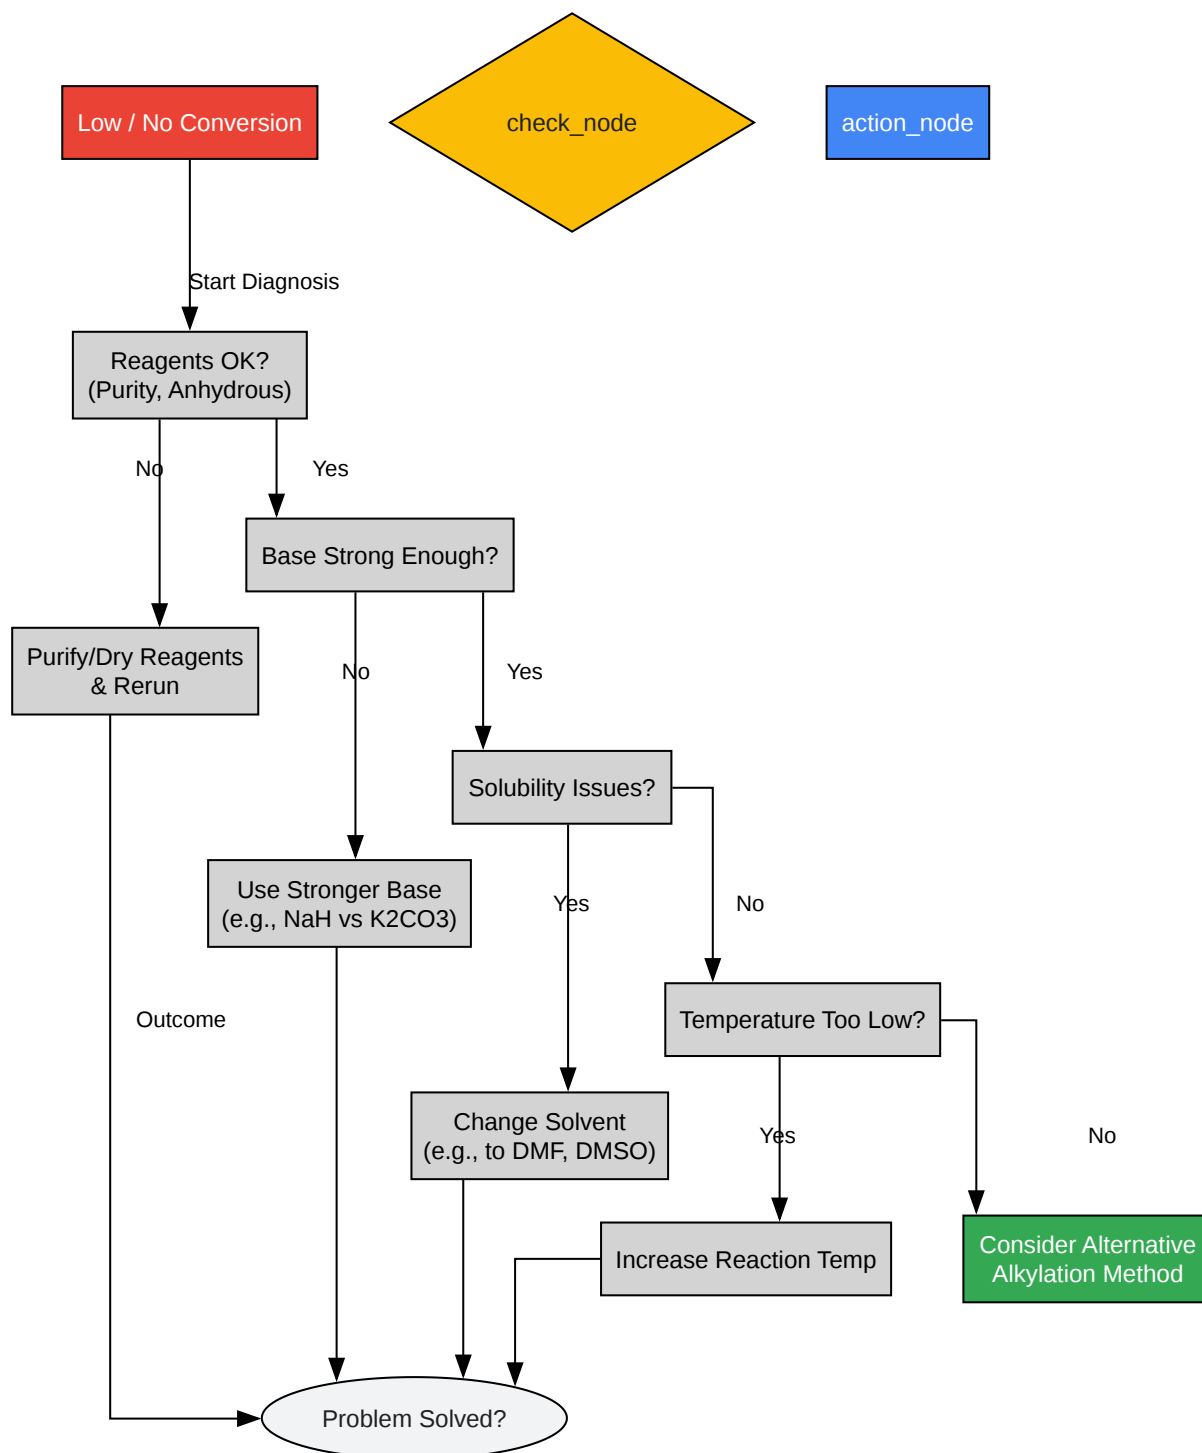 Low / No Conversion
check_node
action_node
Start Diagnosis
Reagents OK?
(Purity, Anhydrous)
No
Yes
Base Strong Enough?
Purify/Dry Reagents
& Rerun
No
Yes
Solubility Issues?
Use Stronger Base
(e.g., NaH vs K2CO3)
Yes
No
Outcome
Temperature Too Low?
Change Solvent
(e.g., to DMF, DMSO)
Yes
No
Increase Reaction Temp
Consider Alternative
Alkylation Method
Problem Solved?